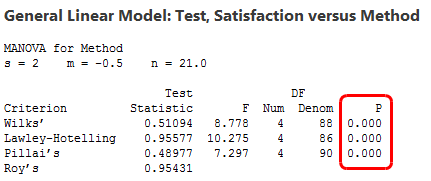 General Linear Model: Test, Satisfaction versus Method
MANOVA for Method
s = 2 m = -0.5 n = 21.0
Test DF
Criterion Statistic F Num Denom P
Wilks' 0.51094 8.778 4 88 0.000
Lawley-Hotelling 0.95577 10.275 4 86 0.000
Pillai's 0.48977 7.297 4 90 0.000
Roy's 0.95431